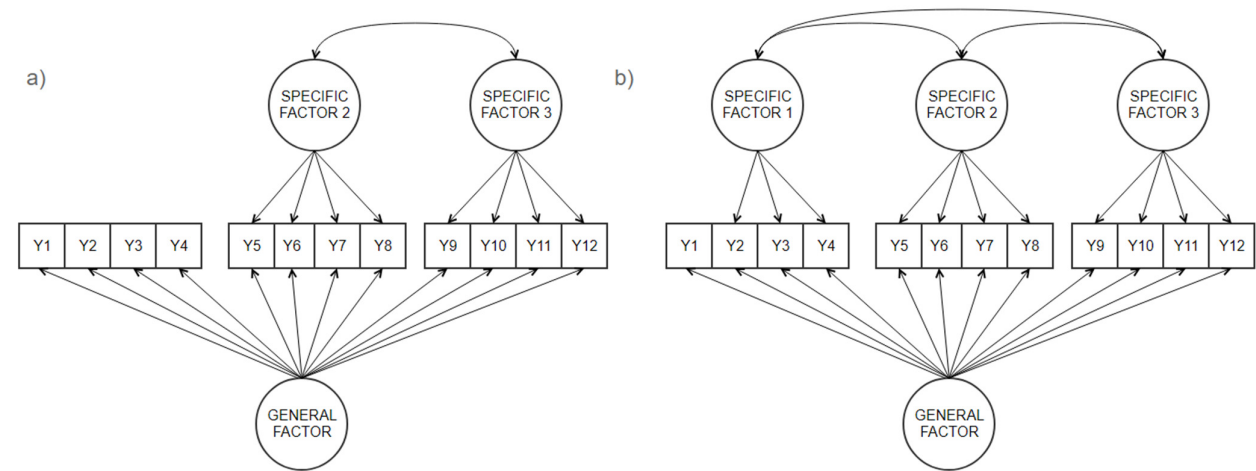 a)
SPECIFIC
FACTOR 2
SPECIFIC
FACTOR 3
Y1 Y2 Y3 Y4 Y5 Y6 Y7 Y8 Y9 Y10 Y11 Y12
GENERAL
FACTOR
b)
SPECIFIC
FACTOR 1
SPECIFIC
FACTOR 2
SPECIFIC
FACTOR 3
Y1 Y2 Y3 Y4 Y5 Y6 Y7 Y8 Y9 Y10 Y11 Y12
GENERAL
FACTOR